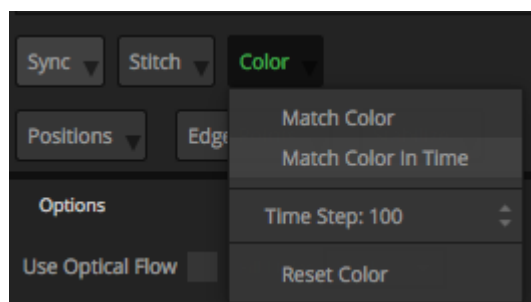 Sync Stitch Color
Match Color
Positions Edge
Match Color In Time
Options
Time Step: 100
Use Optical Flow
Reset Color